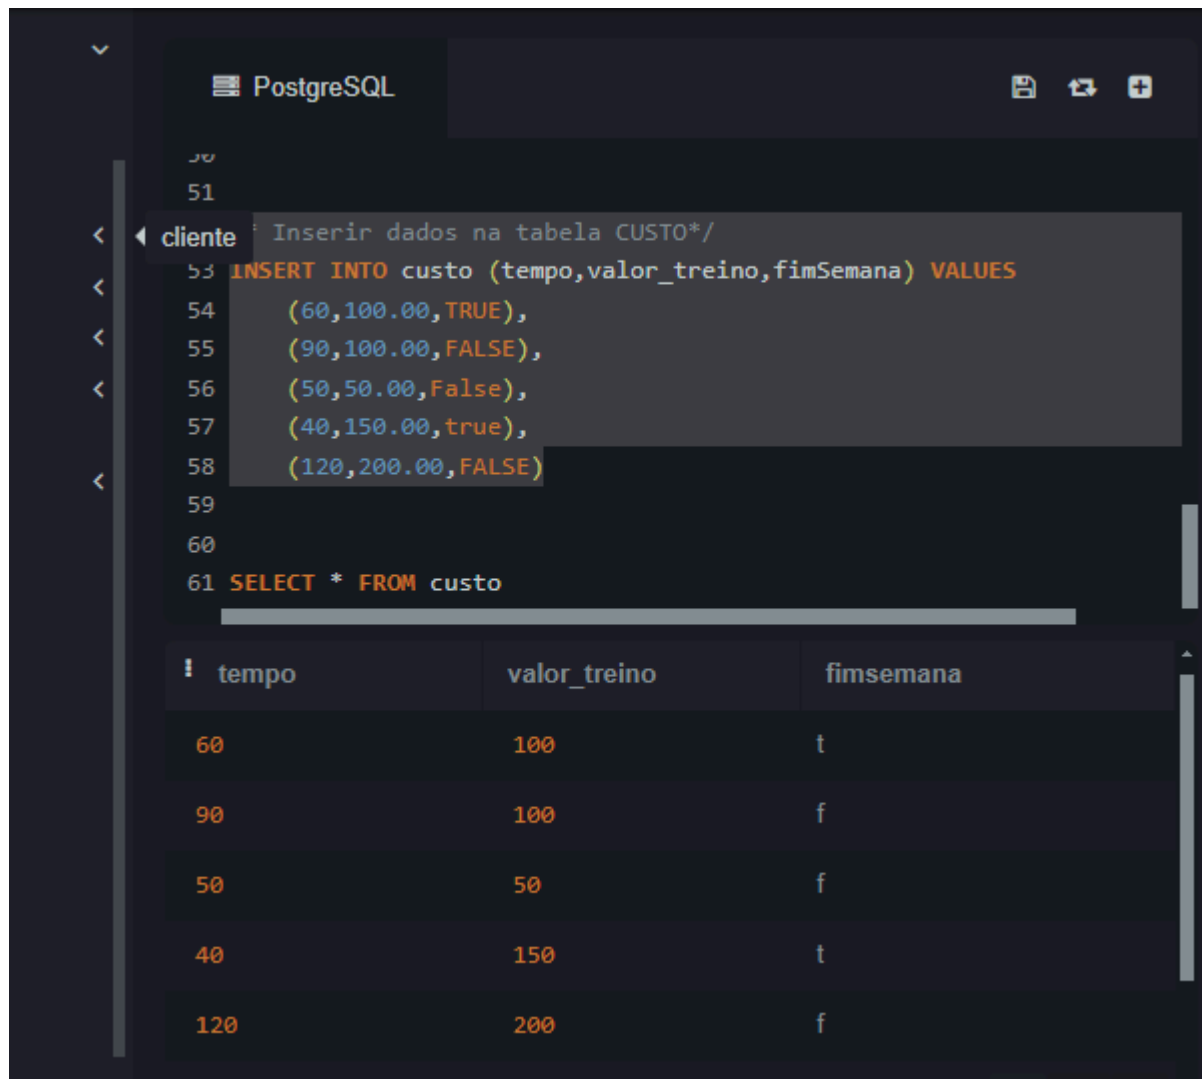 PostgreSQL
51
cliente * Inserir dados na tabela CUSTO*/
53 INSERT INTO custo (tempo,valor_treino,fimSemana) VALUES
54 (60,100.00,TRUE),
55 (90,100.00,FALSE),
56 (50,50.00,False),
57 (40,150.00,true),
58 (120,200.00,FALSE)
59
60
61 SELECT * FROM custo
tempo valor_treino fimsemana
60 100 t
90 100 f
50 50 f
40 150 t
120 200 f